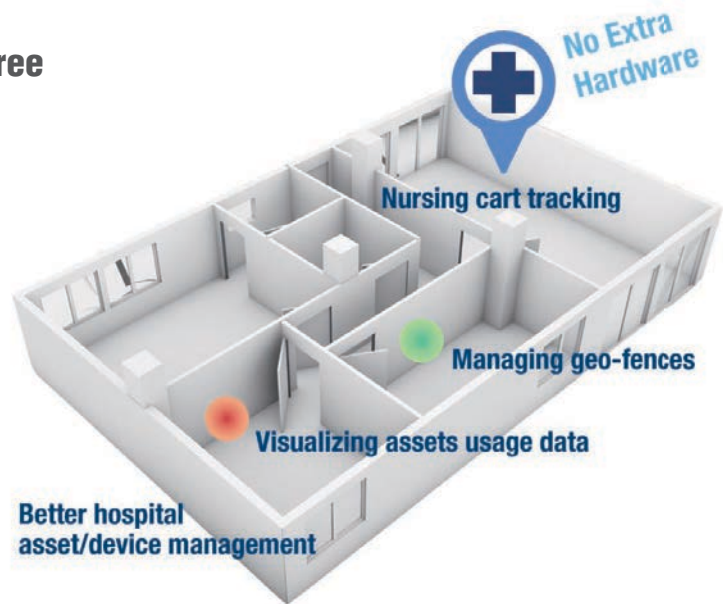 ree
No Extra
Hardware
Nursing cart tracking
Managing geo-fences
Visualizing assets usage data
Better hospital
asset/device management